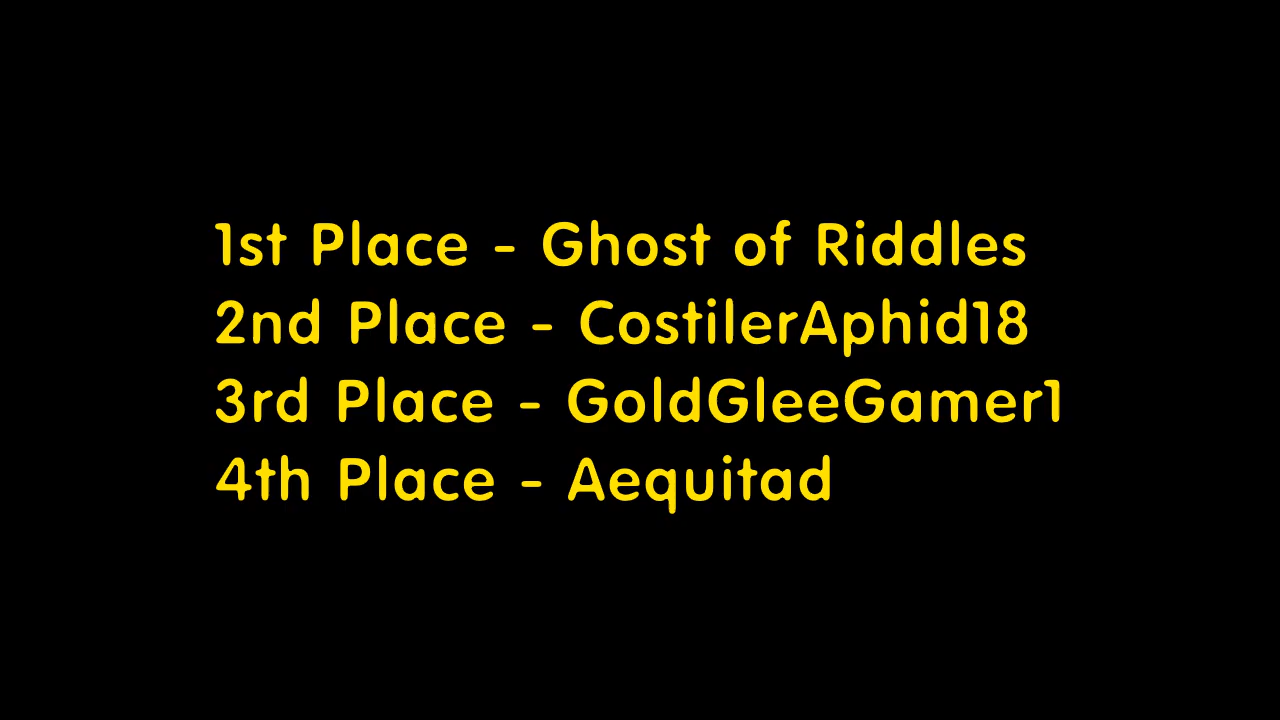 1st Place - Ghost of Riddles
2nd Place - CostilerAphid18
3rd Place - GoldGleeGamer1
4th Place - Aequitad